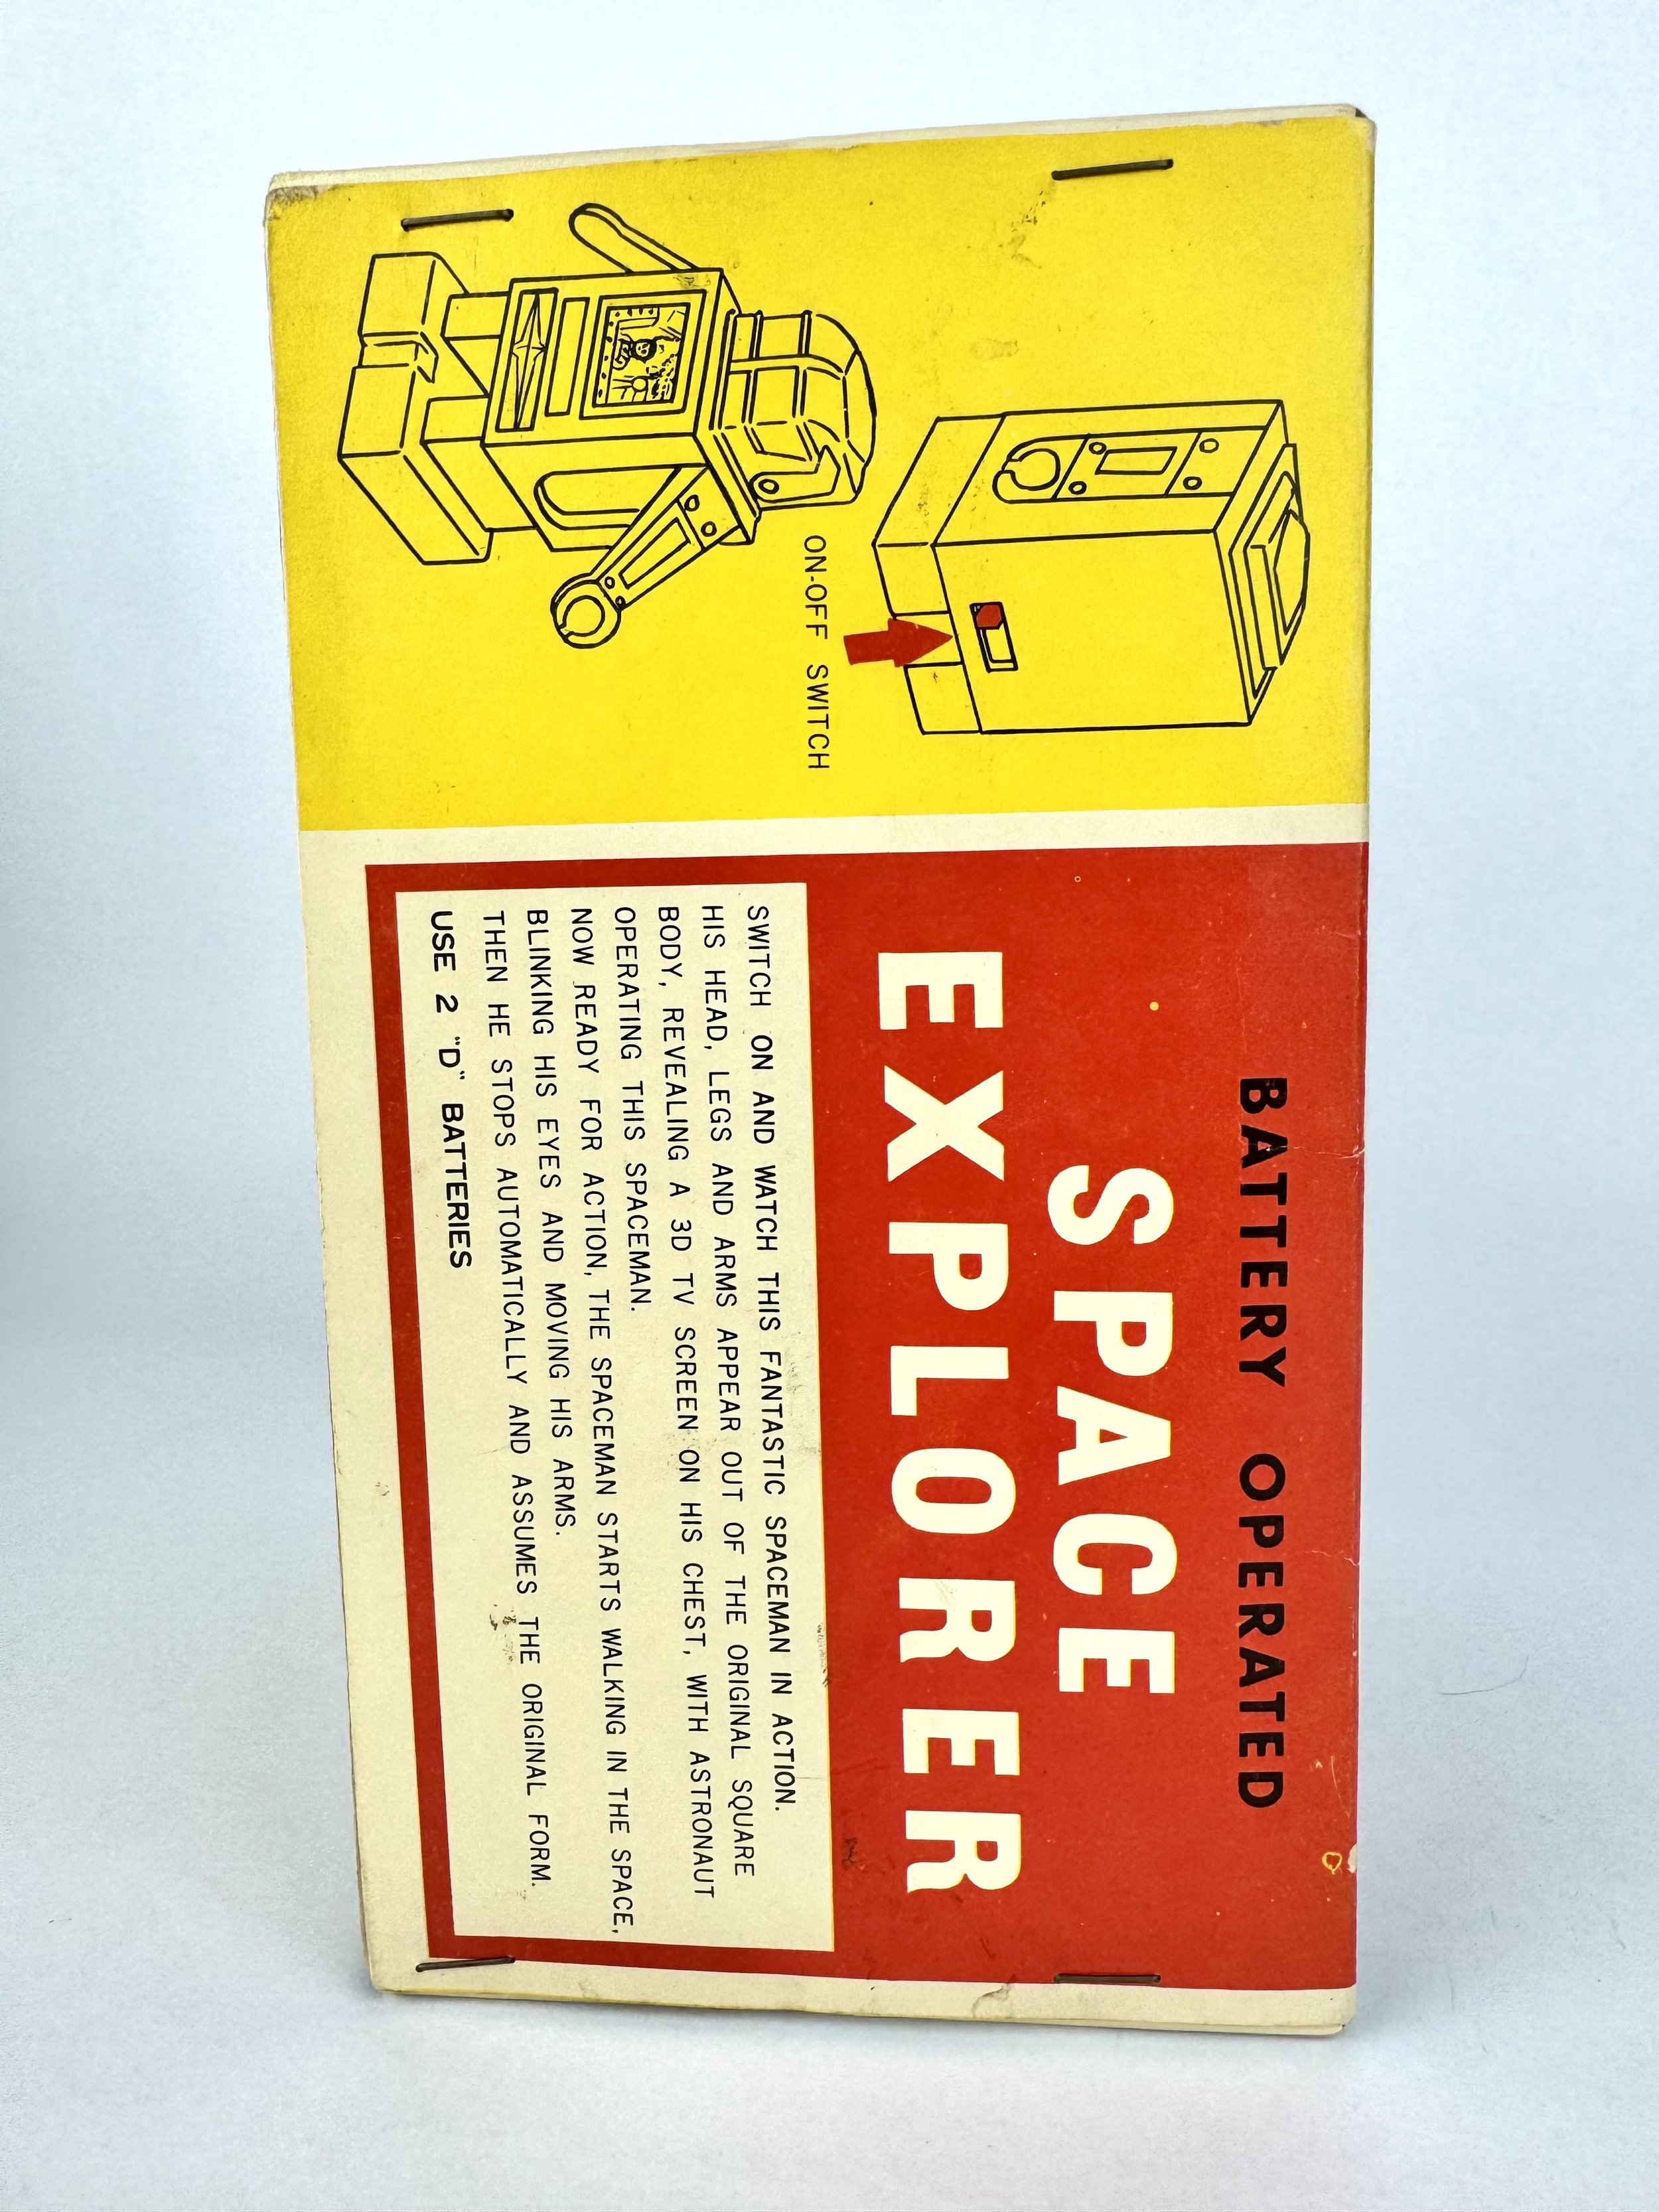 BATTERY OPERATED
SPACE
EXPLORER
ON-OFF SWITCH
SWITCH ON AND WATCH THIS FANTASTIC SPACEMAN IN ACTION.
HIS HEAD, LEGS AND ARMS APPEAR OUT OF THE ORIGINAL SQUARE
BODY, REVEALING A 3D TV SCREEN ON HIS CHEST, WITH ASTRONAUT
OPERATING THIS SPACEMAN.
NOW READY FOR ACTION, THE SPACEMAN STARTS WALKING IN THE SPACE,
BLINKING HIS EYES AND MOVING HIS ARMS.
THEN HE STOPS AUTOMATICALLY AND ASSUMES THE ORIGINAL FORM.
USE 2 "D" BATTERIES